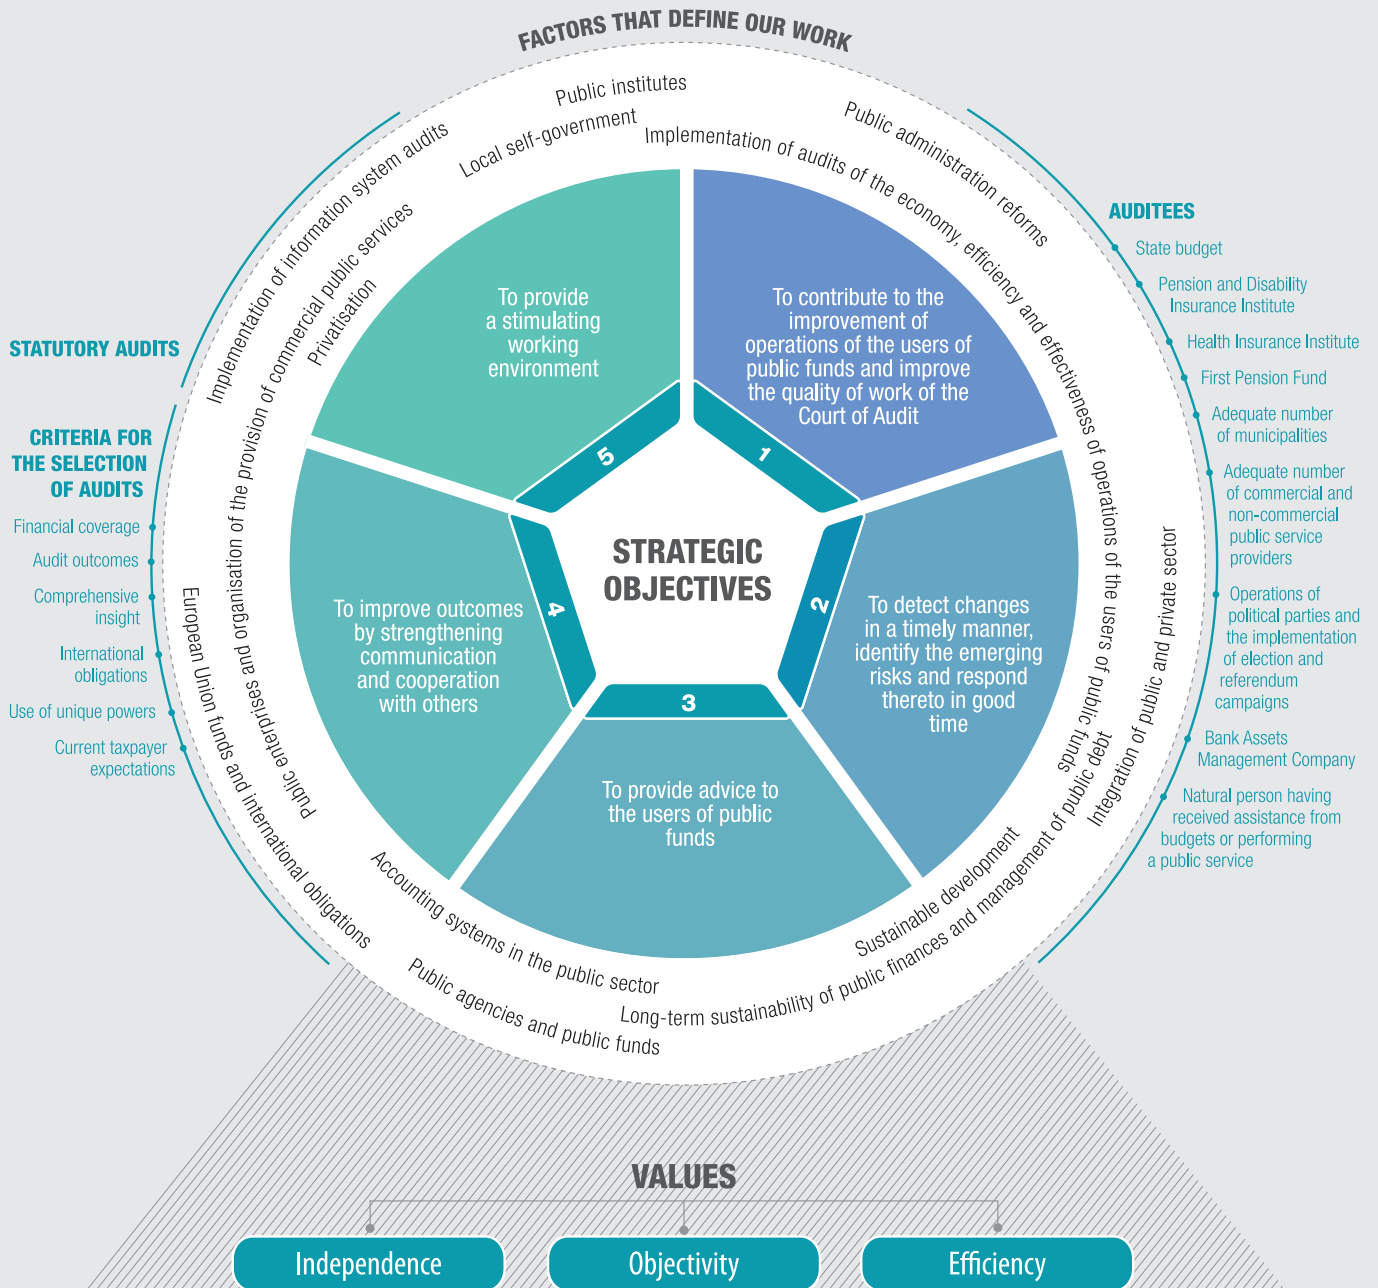 FACTORS THAT DEFINE OUR WORK
Public institutes
Local self-government
Implementation of audits of the economy, efficiency and effectiveness of operations of the users of public funds
Public administration reforms
Implementation of information system audits
Privatisation
Public enterprises and organisation of the provision of commercial public services
European Union funds and international obligations
Accounting systems in the public sector
Public agencies and public funds
Sustainable development
Long-term sustainability of public finances and management of public debt
Integration of public and private sector
STATUTORY AUDITS
CRITERIA FOR
THE SELECTION
OF AUDITS
Financial coverage
Audit outcomes
Comprehensive
insight
International
obligations
Use of unique powers
Current taxpayer
expectations
AUDITEES
State budget
Pension and Disability
Insurance Institute
Health Insurance Institute
First Pension Fund
Adequate number
of municipalities
Adequate number
of commercial and
non-commercial
public service
providers
Operations of
political parties and
the implementation
of election and
referendum
campaigns
Bank Assets
Management Company
Natural person having
received assistance from
budgets or performing
a public service
STRATEGIC
OBJECTIVES
1
To contribute to the
improvement of
operations of the users of
public funds and improve
the quality of work of the
Court of Audit
2
To detect changes
in a timely manner,
identify the emerging
risks and respond
thereto in good
time
3
To provide advice to
the users of public
funds
4
To improve outcomes
by strengthening
communication
and cooperation
with others
5
To provide
a stimulating
working
environment
VALUES
Independence
Objectivity
Efficiency